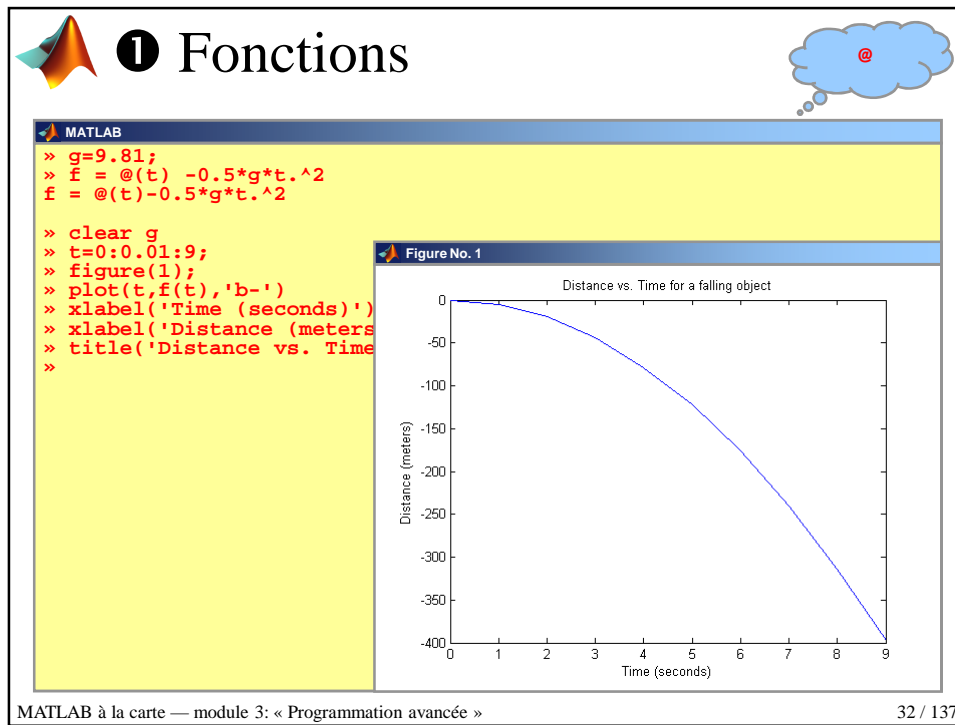 ❶ Fonctions
@
MATLAB
» g=9.81;
» f = @(t) -0.5*g*t.^2
f = @(t)-0.5*g*t.^2
» clear g
» t=0:0.01:9;
» figure(1);
» plot(t,f(t),'b-')
» xlabel('Time (seconds)')
» xlabel('Distance (meters
» title('Distance vs. Time
»
Figure No. 1
Distance vs. Time for a falling object
0
-50
-100
-150
-200
-250
-300
-350
-400
Distance (meters)
0 1 2 3 4 5 6 7 8 9
Time (seconds)
MATLAB à la carte — module 3: « Programmation avancée » 32 / 137